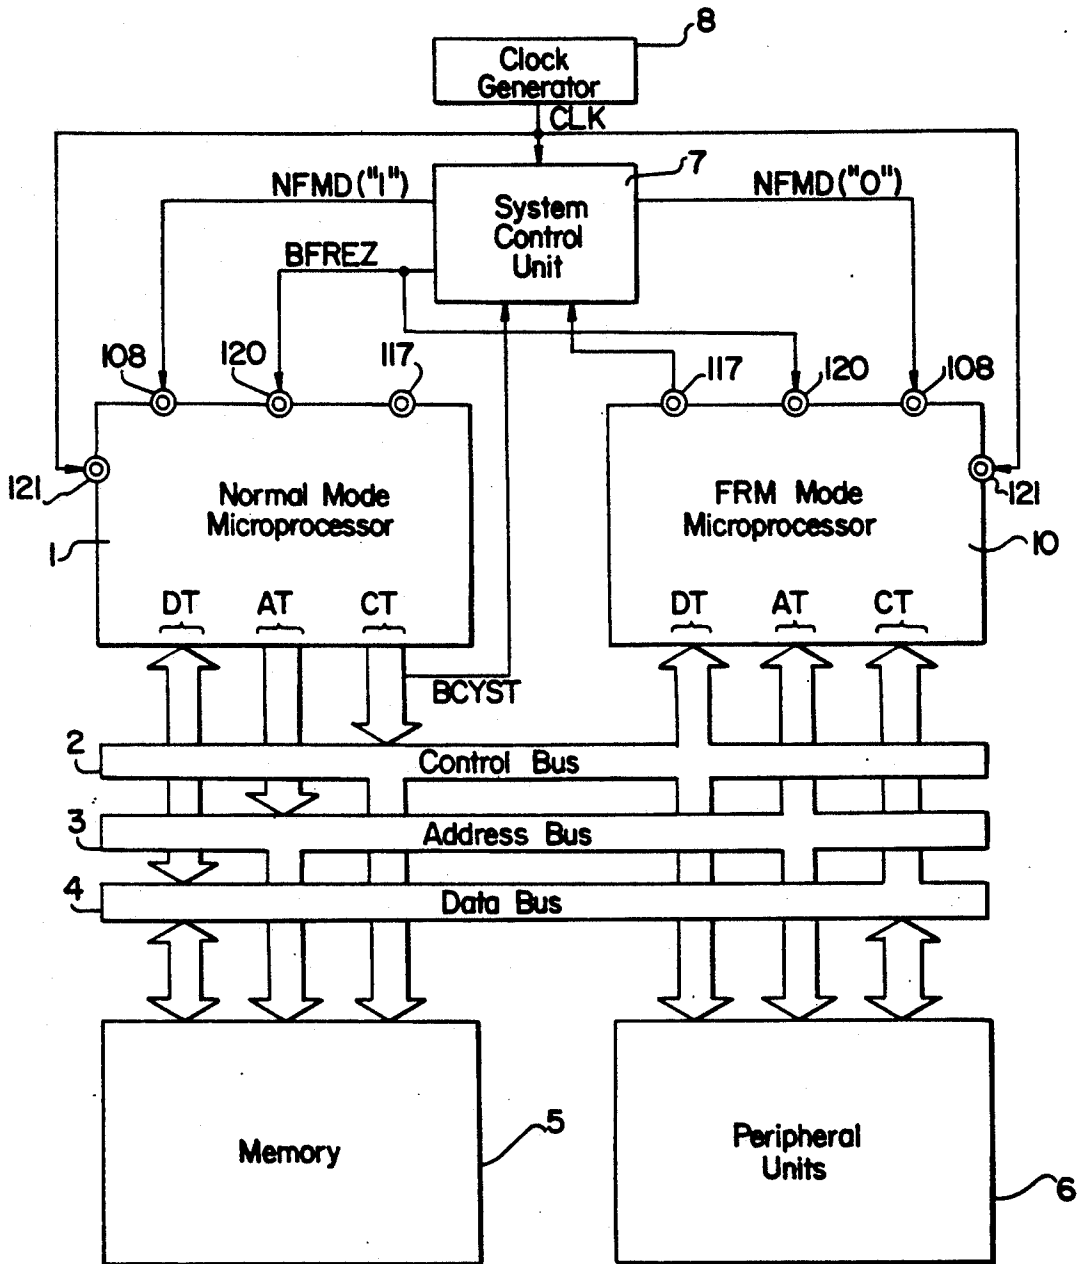 8
Clock
Generator
CLK
7
NFMD("1")
NFMD("0")
System
Control
Unit
BFREZ
108
120
117
117
120
108
121
121
Normal Mode
Microprocessor
FRM Mode
Microprocessor
1
10
DT
AT
CT
DT
AT
CT
BCYST
2
Control Bus
3
Address Bus
4
Data Bus
Memory
5
Peripheral
Units
6